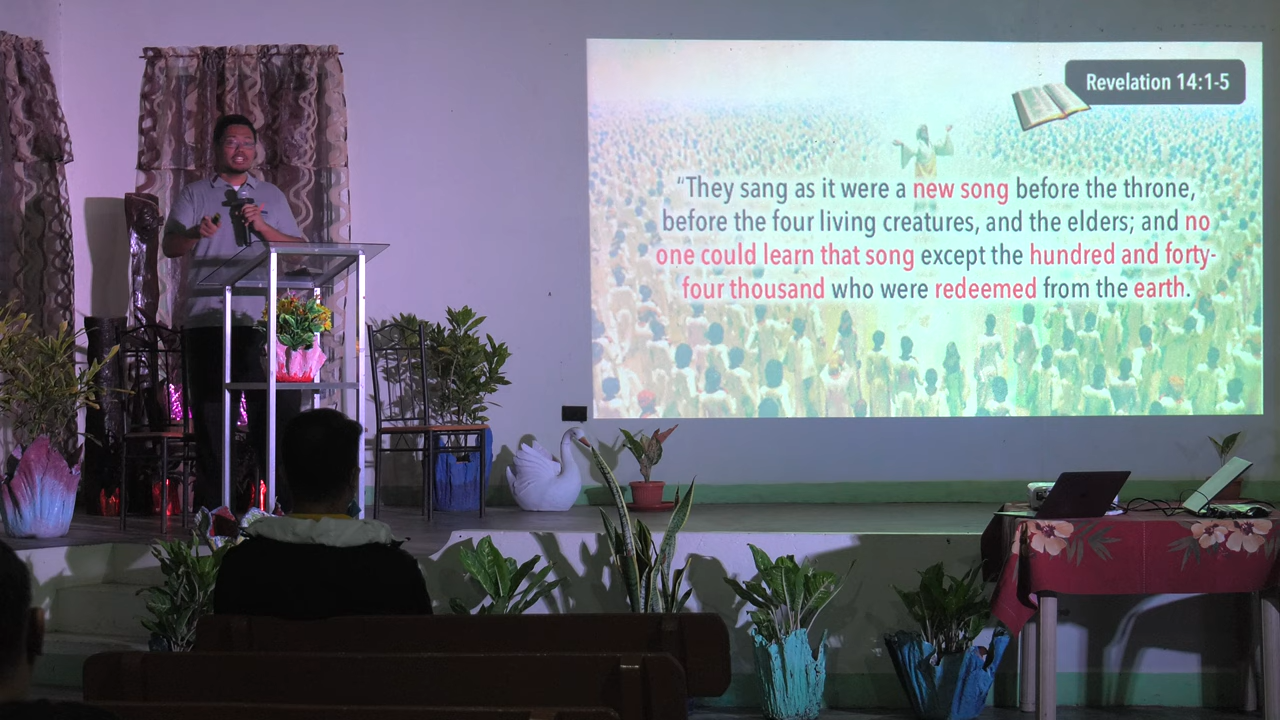 Revelation 14:1-5
“They sang as it were a new song before the throne,
before the four living creatures, and the elders; and no
one could learn that song except the hundred and forty-
four thousand who were redeemed from the earth.